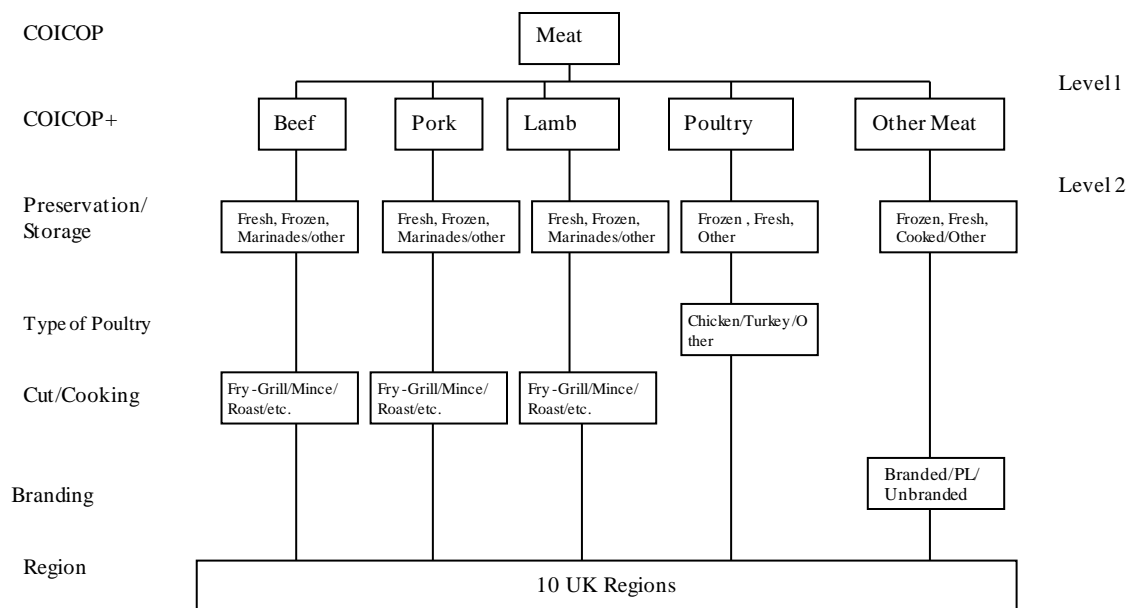 COICOP
Meat
Level 1
COICOP+
Beef
Pork
Lamb
Poultry
Other Meat
Level 2
Preservation/
Storage
Fresh, Frozen,
Marinades/other
Fresh, Frozen,
Marinades/other
Fresh, Frozen,
Marinades/other
Frozen , Fresh,
Other
Frozen, Fresh,
Cooked/Other
Type of Poultry
Chicken/Turkey/O
ther
Cut/Cooking
Fry-Grill/Mince/
Roast/etc.
Fry-Grill/Mince/
Roast/etc.
Fry-Grill/Mince/
Roast/etc.
Branding
Branded/PL/
Unbranded
Region
10 UK Regions